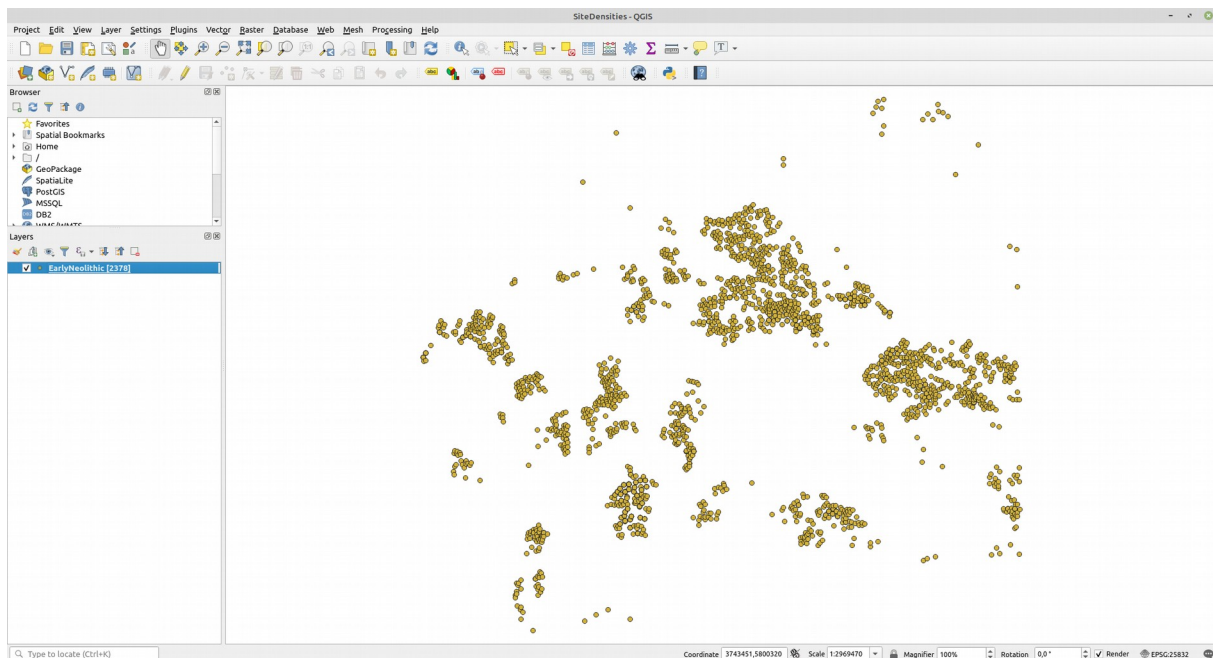 SiteDensities - QGIS
Project Edit View Layer Settings Plugins Vector Raster Database Web Mesh Processing Help
Browser
Favorites
Spatial Bookmarks
Home
/
GeoPackage
SpatiaLite
PostGIS
MSSQL
DB2
WMS/WMTS
Layers
EarlyNeolithic [2378]
Type to locate (Ctrl+K)
Coordinate 3743451,5800320 Scale 1:2969470 Magnifier 100% Rotation 0,0 ° Render EPSG:25832